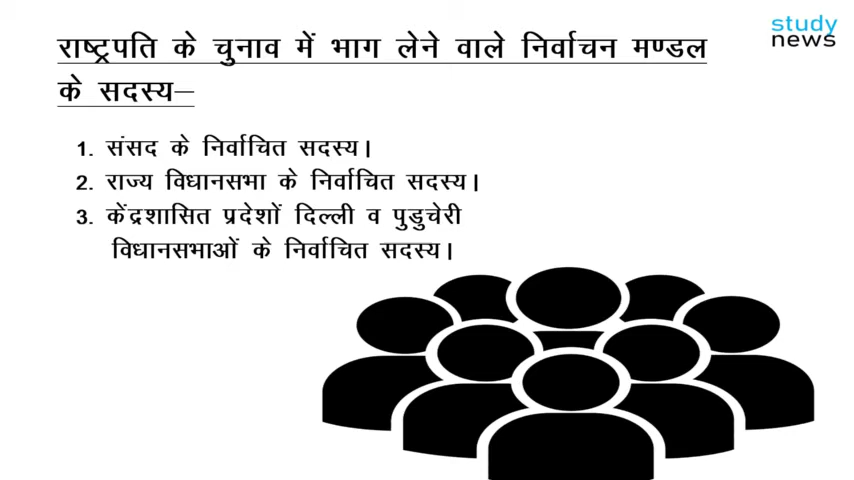 study
news
राष्ट्रपति के चुनाव में भाग लेने वाले निर्वाचन मण्डल
के सदस्य–
1. संसद के निर्वाचित सदस्य।
2. राज्य विधानसभा के निर्वाचित सदस्य।
3. केंद्रशासित प्रदेशों दिल्ली व पुडुचेरी
विधानसभाओं के निर्वाचित सदस्य।